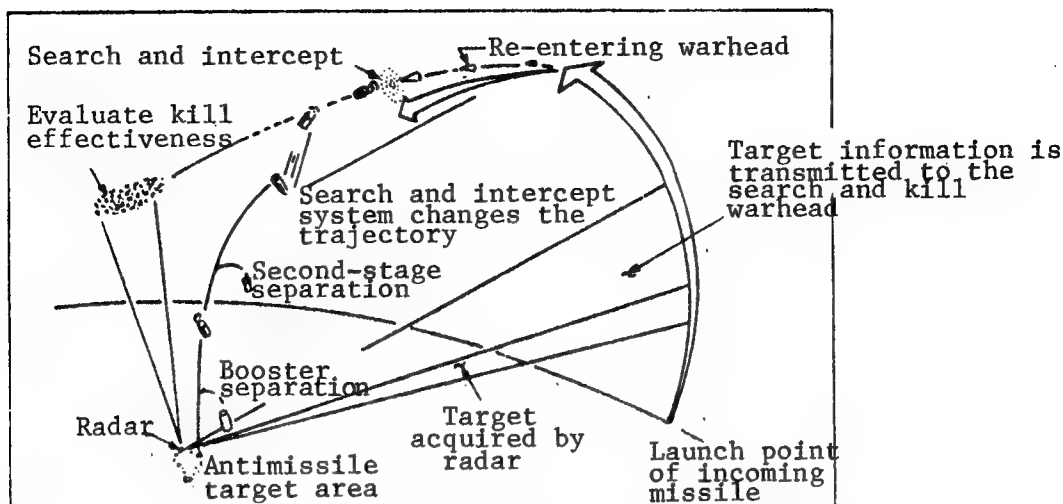 Search and intercept
Re-entering warhead
Evaluate kill
effectiveness
Target information is
transmitted to the
search and kill
warhead
Search and intercept
system changes the
trajectory
Second-stage
separation
Booster
separation
Radar
Target
acquired by
radar
Antimissile
target area
Launch point
of incoming
missile